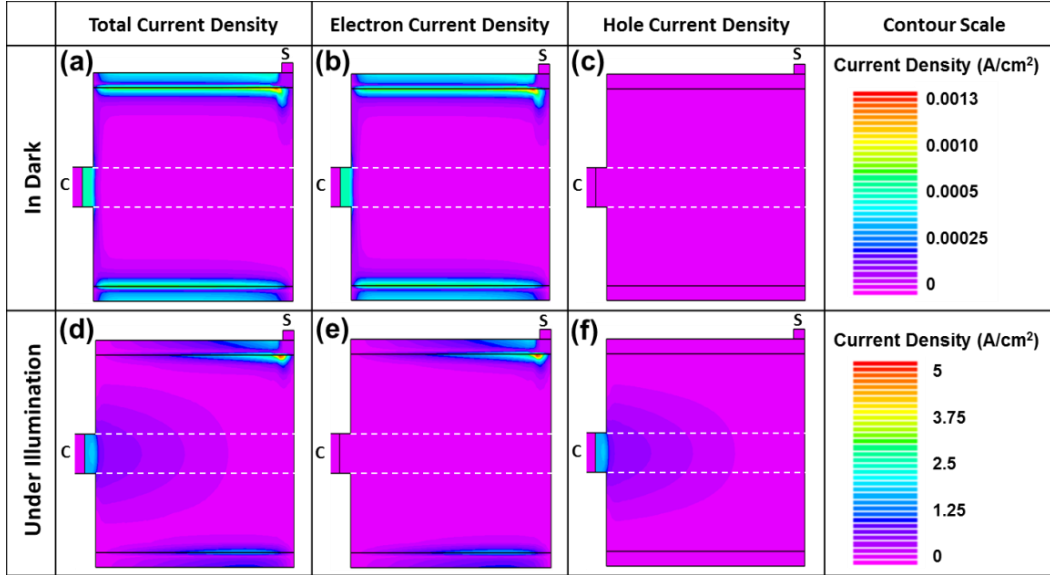 Total Current Density
Electron Current Density
Hole Current Density
Contour Scale
In Dark
(a)
S
C
(b)
S
C
(c)
S
C
Current Density (A/cm²)
0.0013
0.0010
0.0005
0.00025
0
Under Illumination
(d)
S
C
(e)
S
C
(f)
S
C
Current Density (A/cm²)
5
3.75
2.5
1.25
0